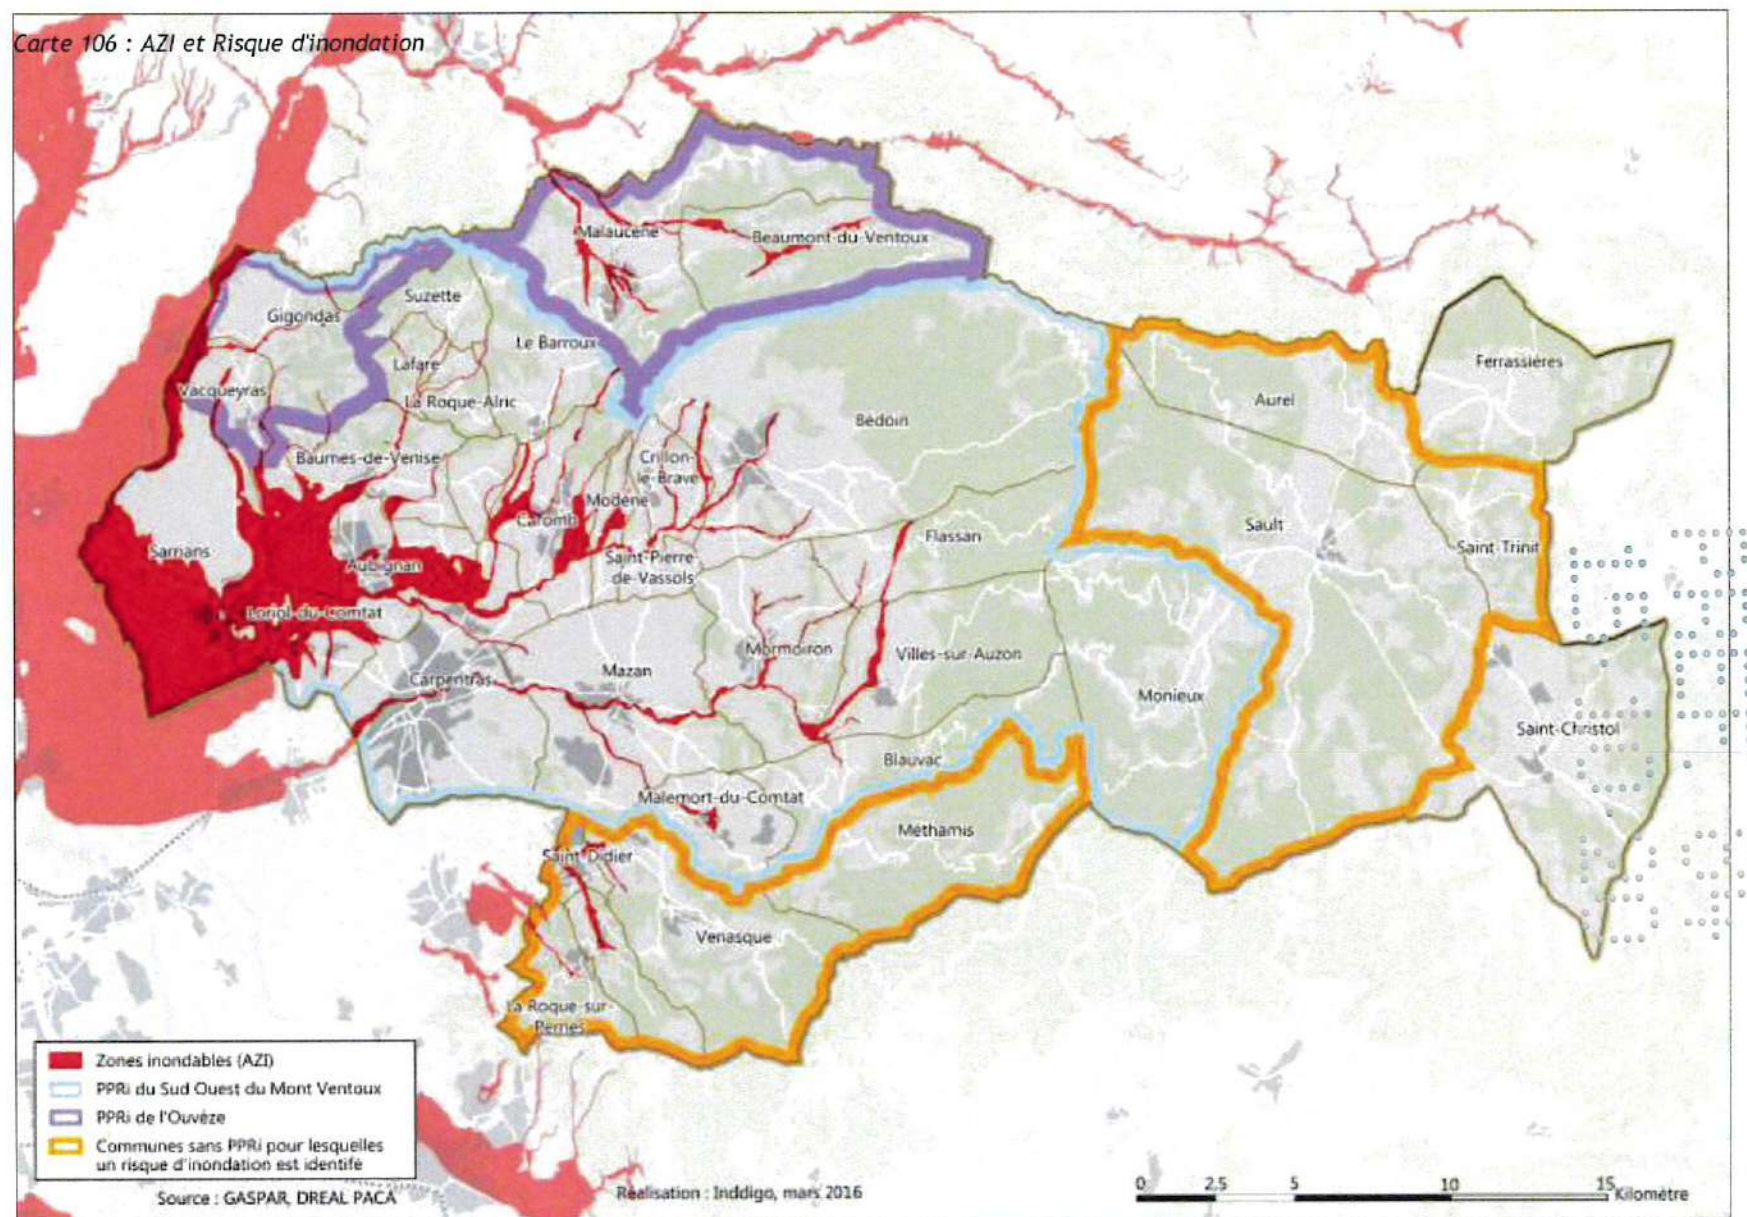 Carte 106 : AZI et Risque d'inondation
Malaucène
Beaumont-du-Ventoux
Suzette
Gigondas
Le Barroux
Lafare
Ferrassières
Vacqueyras
La Roque-Alric
Aurel
Bédoin
Baumes-de-Venise
Crillon-
le-Brave
Modène
Caromb
Sault
Flassan
Sarrians
Saint-Trinit
Aubignan
Saint-Pierre-
de-Vassols
Loriol-du-Comtat
Mormoiron
Villes-sur-Auzon
Mazan
Carpentras
Monieux
Saint-Christol
Blauvac
Malemort-du-Comtat
Méthamis
Saint-Didier
Venasque
La Roque-sur-
Pernes
Zones inondables (AZI)
PPRi du Sud Ouest du Mont Ventoux
PPRi de l'Ouvèze
Communes sans PPRi pour lesquelles
un risque d'inondation est identifé
Source : GASPAR, DREAL PACA
Réalisation : Inddigo, mars 2016
0 2,5 5 10 15
Kilomètre